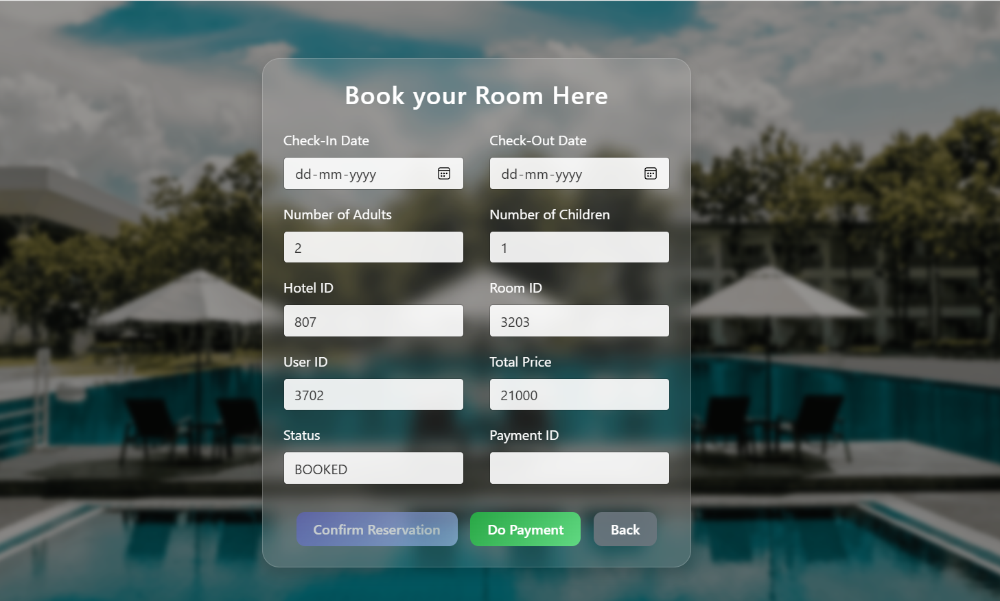 Book your Room Here
Check-In Date
Check-Out Date
dd-mm-yyyy
dd-mm-yyyy
Number of Adults
Number of Children
2
1
Hotel ID
Room ID
807
3203
User ID
Total Price
3702
21000
Status
Payment ID
BOOKED
Confirm Reservation
Do Payment
Back